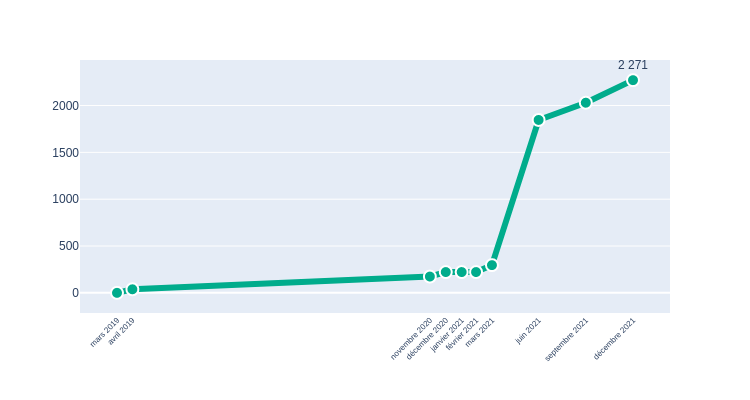 2 271
2000
1500
1000
500
0
mars 2019
avril 2019
novembre 2020
décembre 2020
janvier 2021
février 2021
mars 2021
juin 2021
septembre 2021
décembre 2021